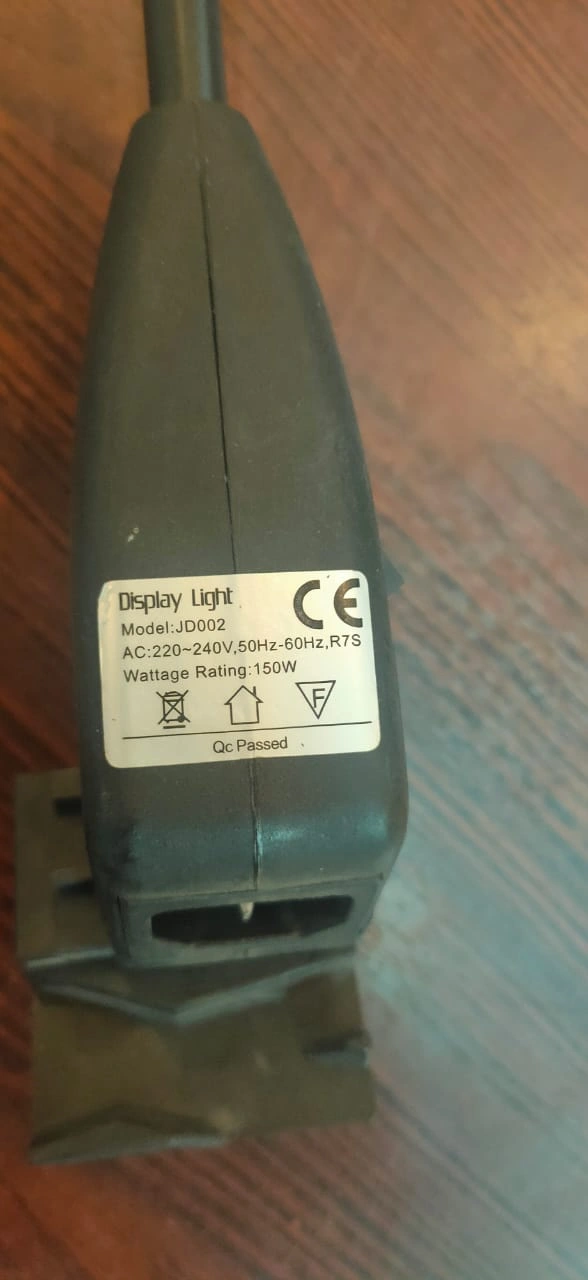 Display Light CE
Model:JD002
AC:220~240V,50Hz-60Hz,R7S
Wattage Rating:150W
F
Qc Passed